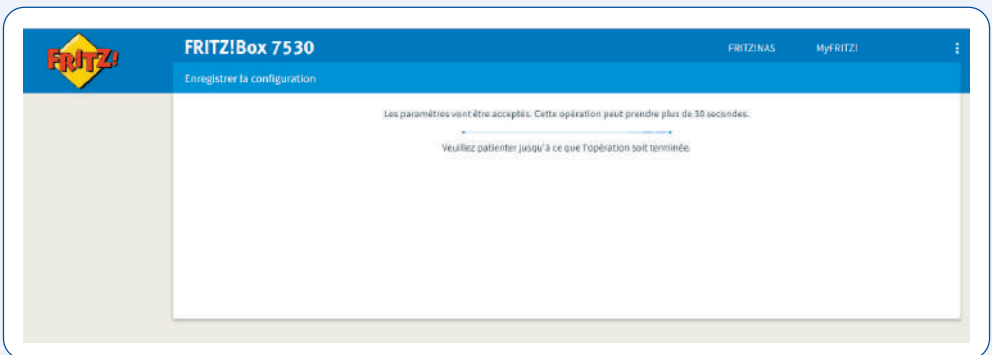 FRITZ!
FRITZ!Box 7530
FRITZ!NAS
MyFRITZ!
Enregistrer la configuration
Les paramètres vont être acceptés. Cette opération peut prendre plus de 30 secondes.
Veuillez patienter jusqu'à ce que l'opération soit terminée.